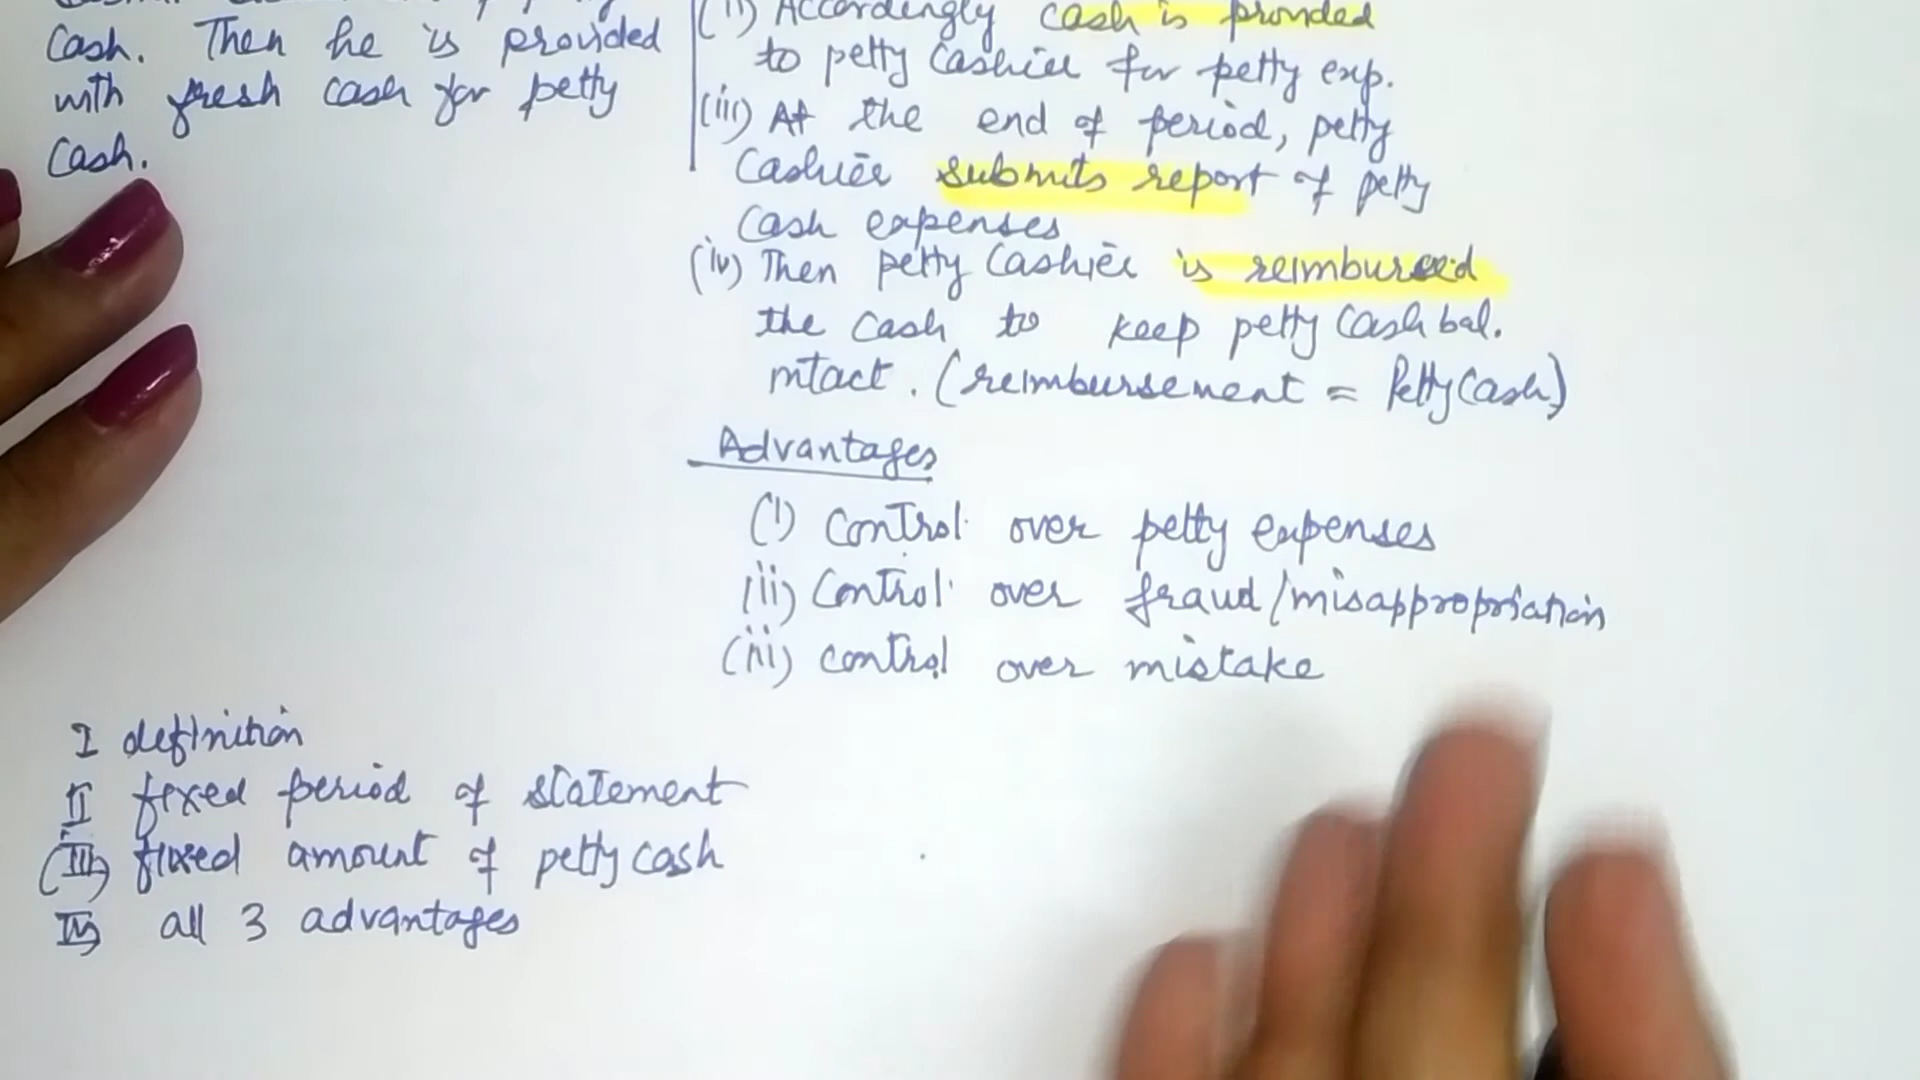 Cash. Then he is provided
with fresh cash for petty
Cash.
(ii) Accordingly cash is provided
to petty Cashier for petty exp.
(iii) At the end of period, petty
Cashier submits report of petty
Cash expenses
(iv) Then petty Cashier is reimbursed
the cash to keep petty Cash bal.
intact. (reimbursement = Petty Cash)
Advantages
(i) Control over petty expenses
(ii) Control over fraud/misappropriation
(iii) control over mistake
I definition
II fixed period of statement
(III) fixed amount of petty cash
IV) all 3 advantages